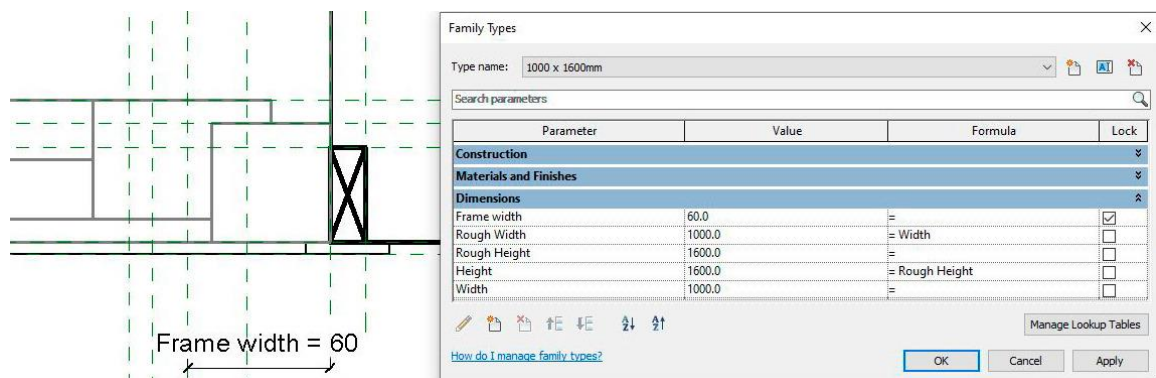 Family Types
Type name: 1000 x 1600mm
Search parameters
Parameter Value Formula Lock
Construction
Materials and Finishes
Dimensions
Frame width 60.0 =
Rough Width 1000.0 = Width
Rough Height 1600.0 =
Height 1600.0 = Rough Height
Width 1000.0 =
Manage Lookup Tables
How do I manage family types?
OK Cancel Apply
Frame width = 60